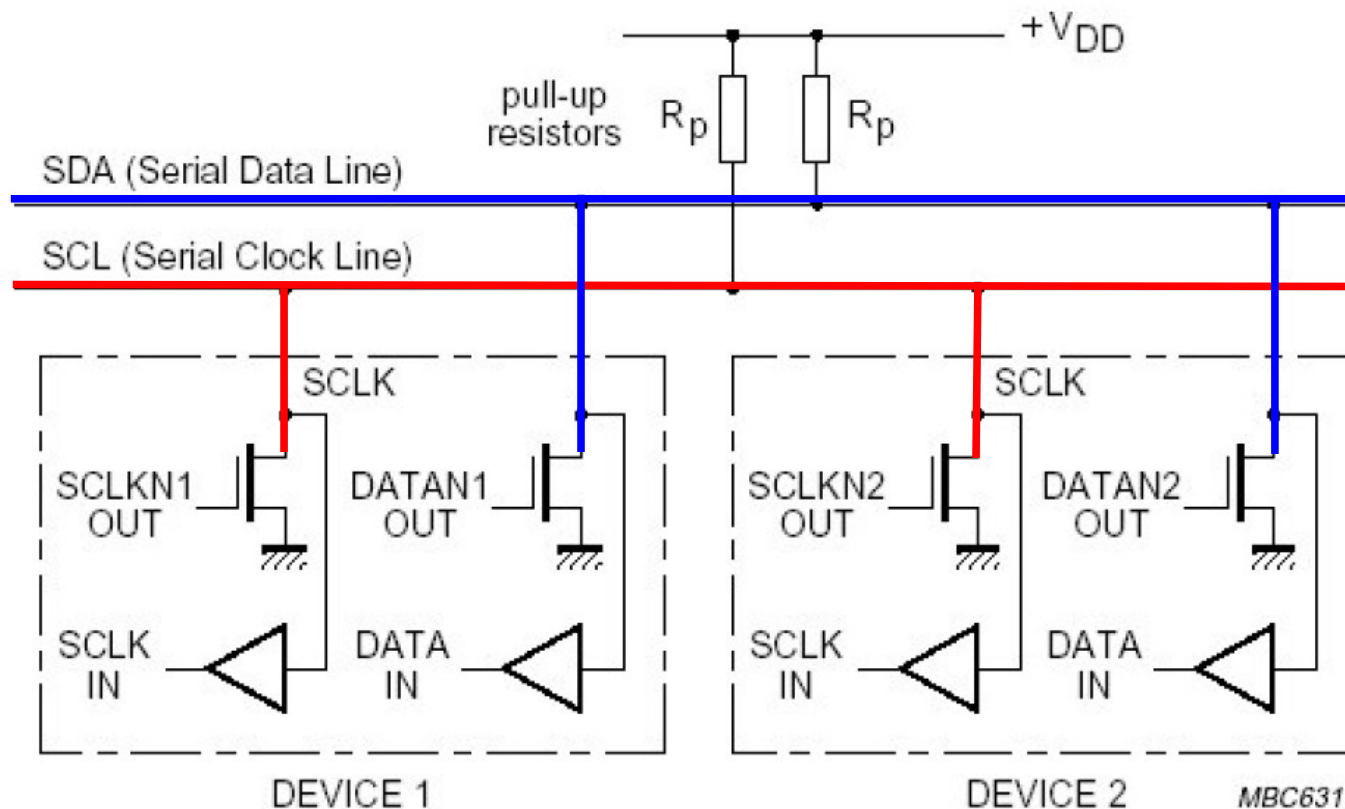 +VDD
pull-up
resistors
Rp
Rp
SDA (Serial Data Line)
SCL (Serial Clock Line)
SCLK
SCLK
SCLKN1
OUT
DATAN1
OUT
SCLKN2
OUT
DATAN2
OUT
SCLK
IN
DATA
IN
SCLK
IN
DATA
IN
DEVICE 1
DEVICE 2
MBC631